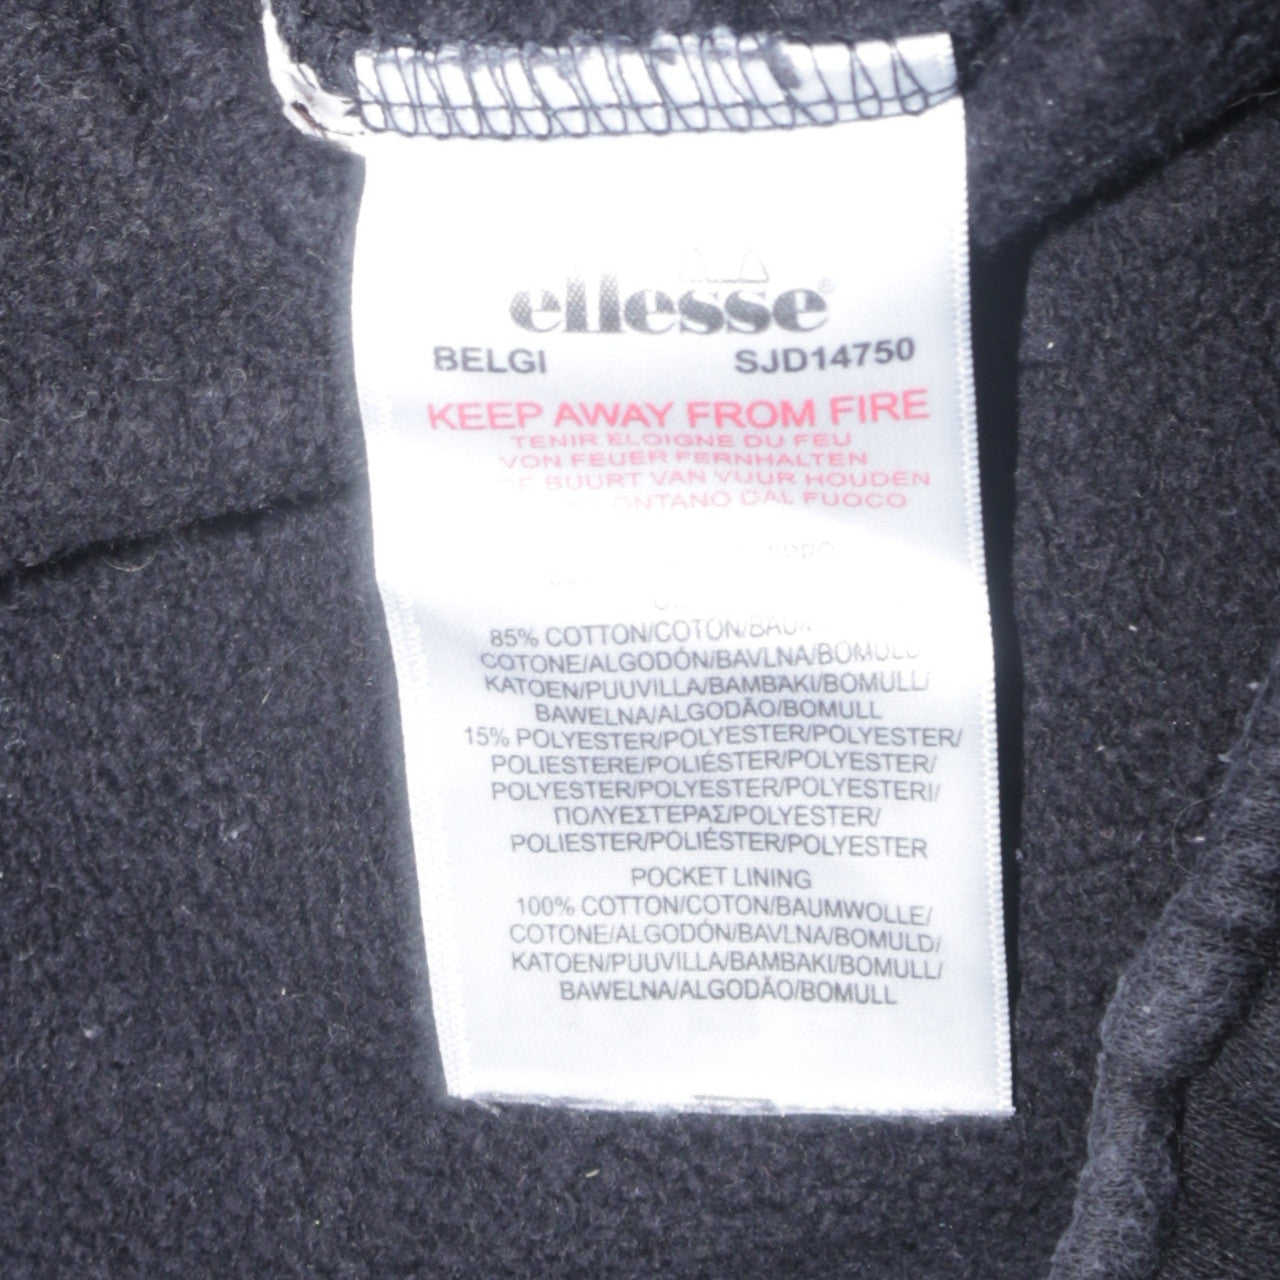 ellesse®
BELGI SJD14750
KEEP AWAY FROM FIRE
TENIR ELOIGNE DU FEU
VON FEUER FERNHALTEN
BUURT VAN VUUR HOUDEN
DAL FUOCO
85% COTTON/COTON/
COTONE/ALGODÓN/BAVLNA/BOMULD
KATOEN/PUUVILLA/BAMBAKI/BOMULL/
BAWELNA/ALGODÃO/BOMULL
15% POLYESTER/POLYESTER/POLYESTER/
POLIESTERE/POLIÉSTER/POLYESTER/
POLYESTER/POLYESTER/POLYESTERI/
ΠΟΛΥΕΣΤΕΡΑΣ/POLYESTER/
POLIESTER/POLIÉSTER/POLYESTER
POCKET LINING
100% COTTON/COTON/BAUMWOLLE/
COTONE/ALGODÓN/BAVLNA/BOMULD/
KATOEN/PUUVILLA/BAMBAKI/BOMULL/
BAWELNA/ALGODÃO/BOMULL